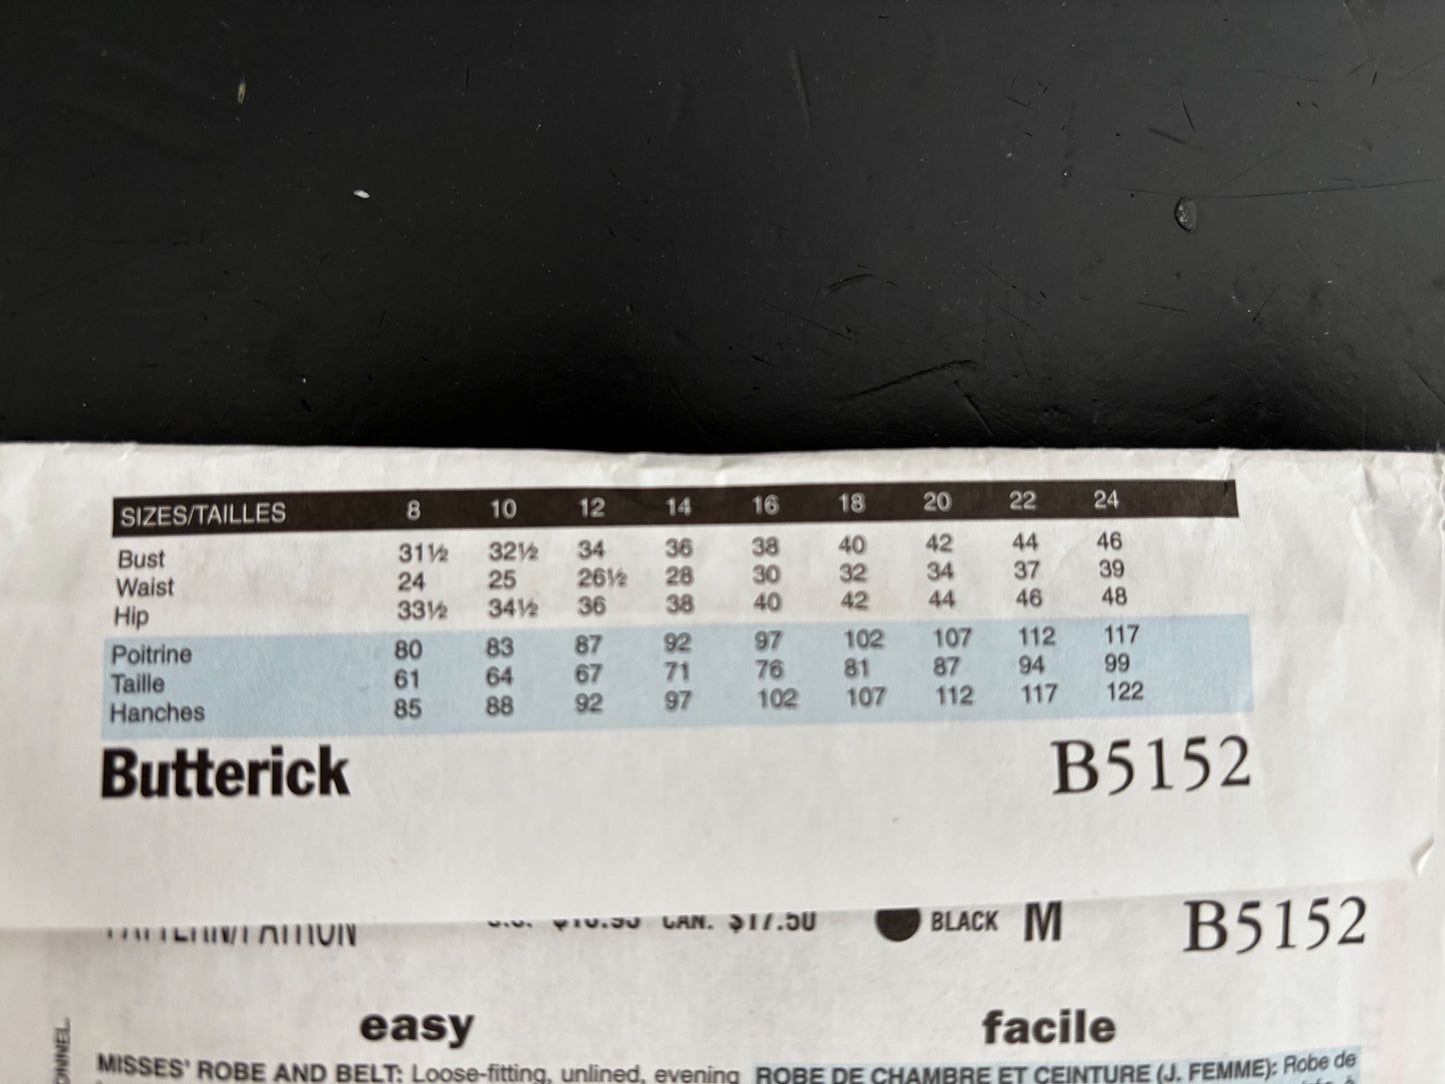 SIZES/TAILLES 8 10 12 14 16 18 20 22 24
Bust 31½ 32½ 34 36 38 40 42 44 46
Waist 24 25 26½ 28 30 32 34 37 39
Hip 33½ 34½ 36 38 40 42 44 46 48
Poitrine 80 83 87 92 97 102 107 112 117
Taille 61 64 67 71 76 81 87 94 99
Hanches 85 88 92 97 102 107 112 117 122
Butterick B5152
PATTERN/PATRON U.S. $16.95 CAN. $17.50 BLACK M B5152
easy facile
MISSES' ROBE AND BELT: Loose-fitting, unlined, evening
ROBE DE CHAMBRE ET CEINTURE (J. FEMME): Robe de